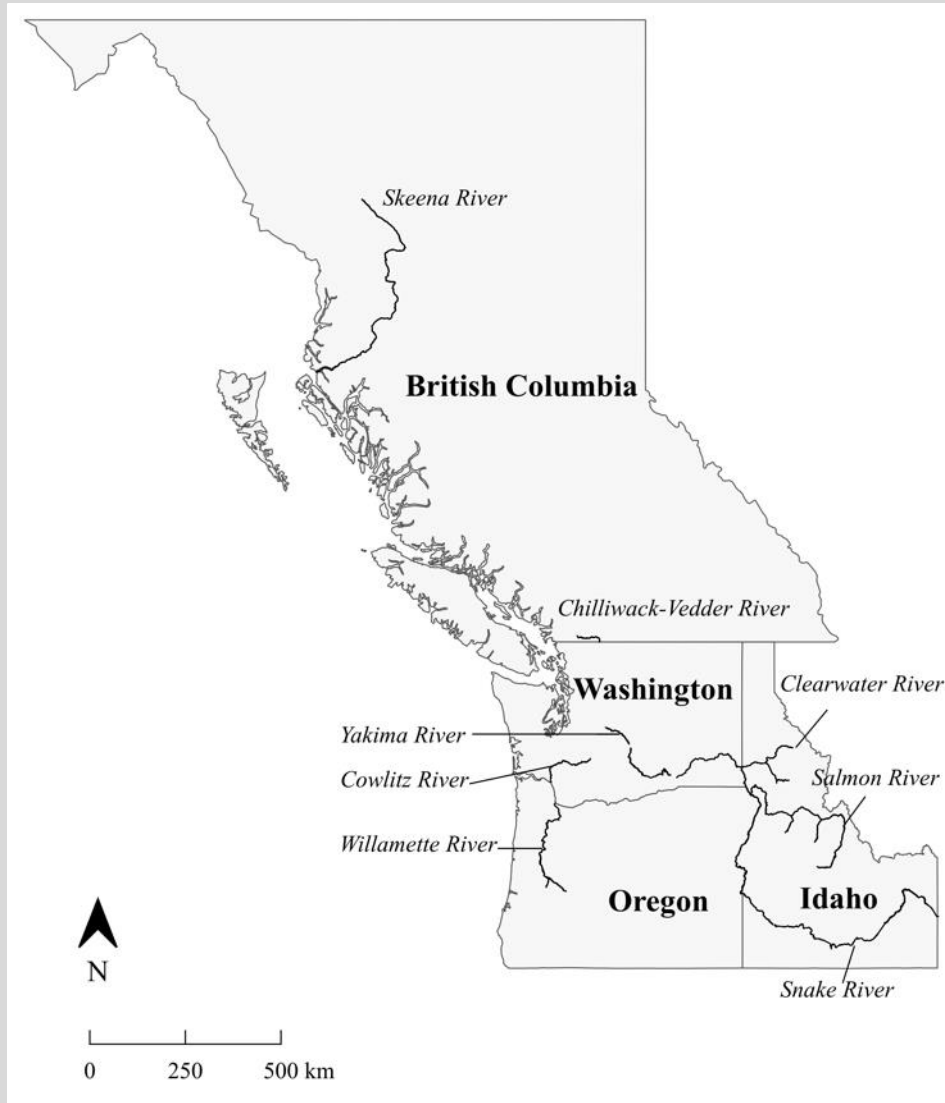 Skeena River
British Columbia
Chilliwack-Vedder River
Washington
Clearwater River
Yakima River
Cowlitz River
Salmon River
Willamette River
Oregon
Idaho
Snake River
N
0 250 500 km